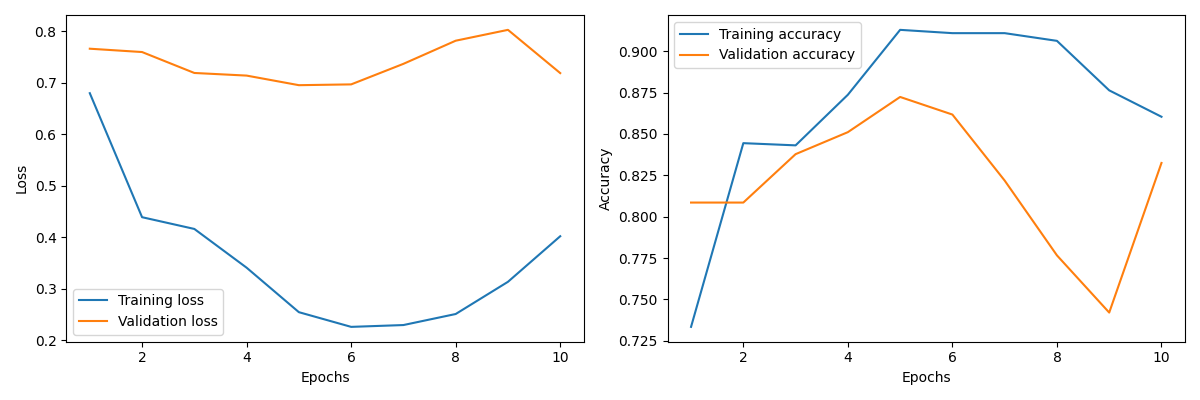 0.8
0.7
0.6
0.5
0.4
0.3
0.2
Loss
Training loss
Validation loss
2 4 6 8 10
Epochs
Training accuracy
Validation accuracy
0.900
0.875
0.850
0.825
0.800
0.775
0.750
0.725
Accuracy
2 4 6 8 10
Epochs